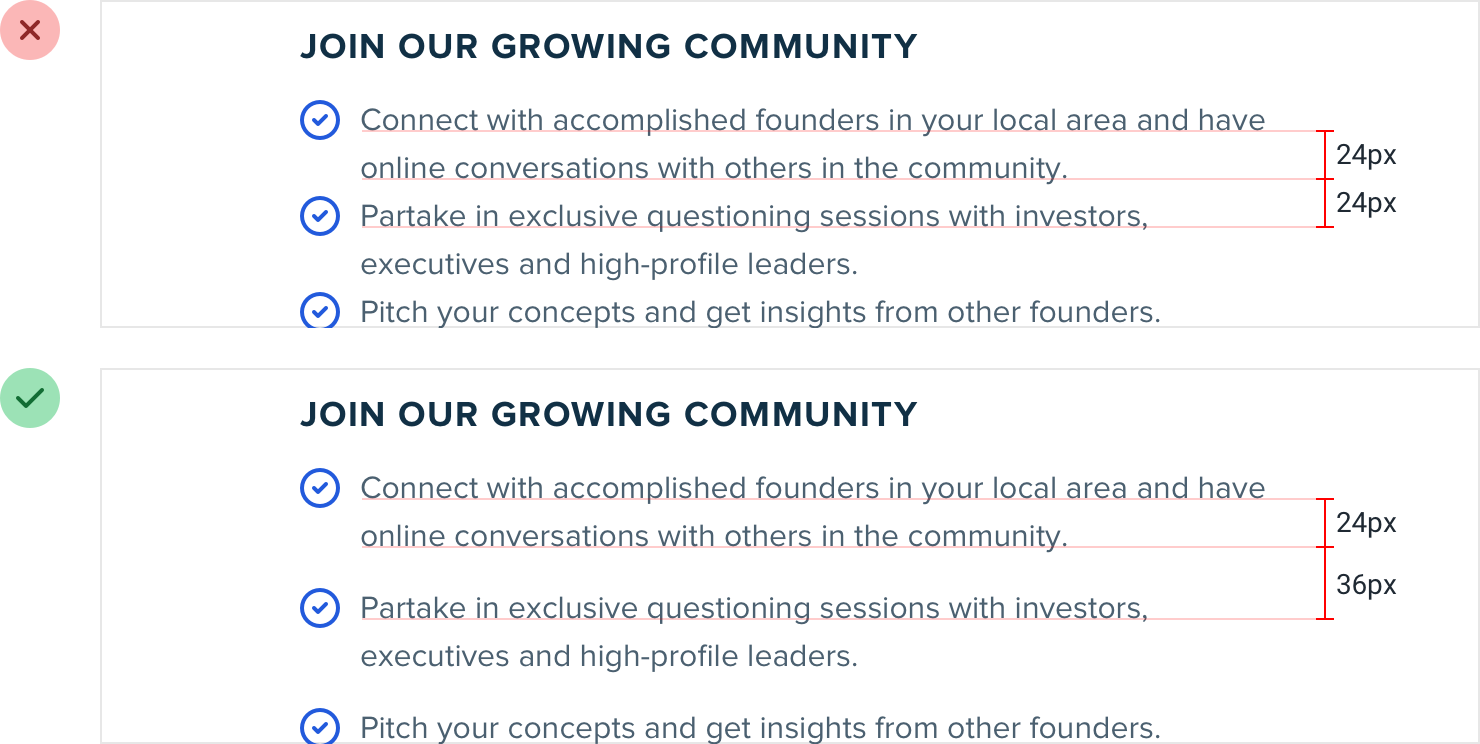 JOIN OUR GROWING COMMUNITY
Connect with accomplished founders in your local area and have
24px
online conversations with others in the community.
24px
Partake in exclusive questioning sessions with investors,
executives and high-profile leaders.
Pitch your concepts and get insights from other founders.
JOIN OUR GROWING COMMUNITY
Connect with accomplished founders in your local area and have
24px
online conversations with others in the community.
36px
Partake in exclusive questioning sessions with investors,
executives and high-profile leaders.
Pitch your concepts and get insights from other founders.